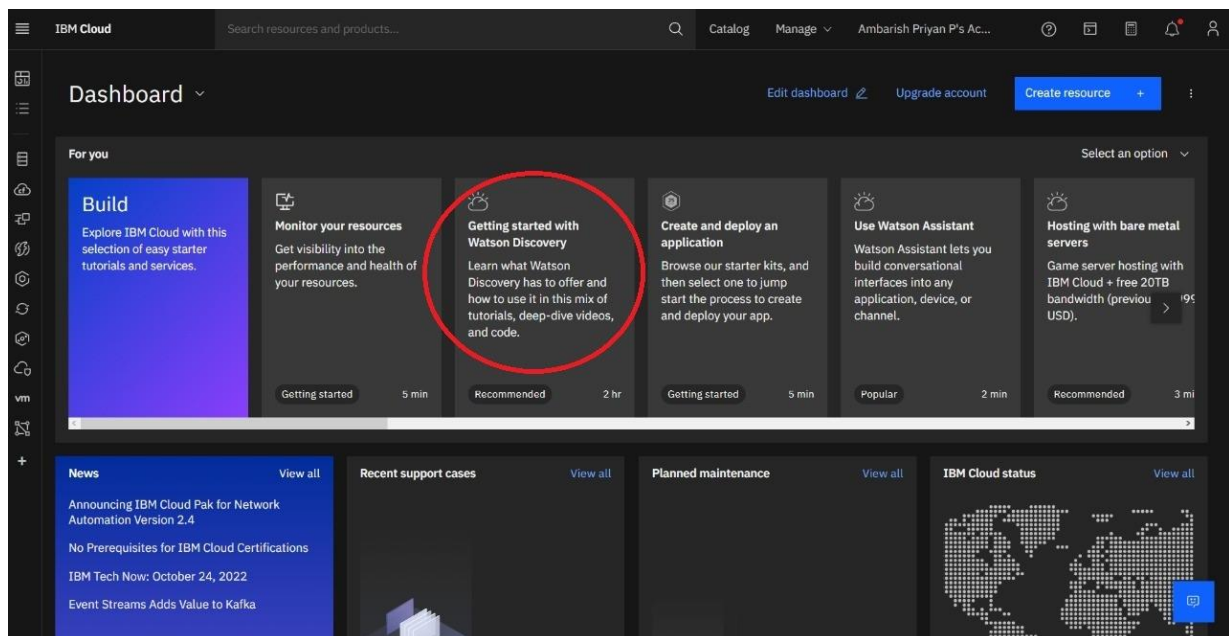 IBM Cloud
Search resources and products...
Catalog
Manage
Ambarish Priyan P's Ac...
Dashboard
Edit dashboard
Upgrade account
Create resource +
For you
Select an option
Build
Explore IBM Cloud with this
selection of easy starter
tutorials and services.
Monitor your resources
Get visibility into the
performance and health of
your resources.
Getting started
5 min
Getting started with
Watson Discovery
Learn what Watson
Discovery has to offer and
how to use it in this mix of
tutorials, deep-dive videos,
and code.
Recommended
2 hr
Create and deploy an
application
Browse our starter kits, and
then select one to jump
start the process to create
and deploy your app.
Getting started
5 min
Use Watson Assistant
Watson Assistant lets you
build conversational
interfaces into any
application, device, or
channel.
Popular
2 min
Hosting with bare metal
servers
Game server hosting with
IBM Cloud + free 20TB
bandwidth
USD).
Recommended
3 mi
vm
News
View all
Announcing IBM Cloud Pak for Network
Automation Version 2.4
No Prerequisites for IBM Cloud Certifications
IBM Tech Now: October 24, 2022
Event Streams Adds Value to Kafka
Recent support cases
View all
Planned maintenance
View all
IBM Cloud status
View all